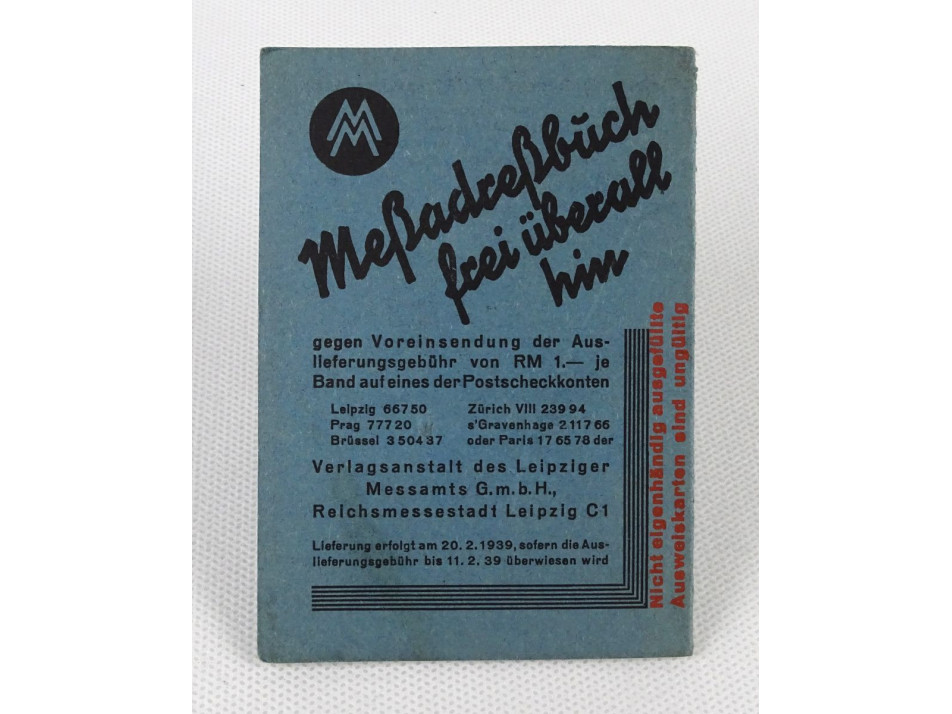 MM
Meßadreßbuch
frei überall
hin
gegen Voreinsendung der Aus-
lieferungsgebühr von RM 1.— je
Band auf eines der Postscheckkonten
Leipzig 66750 Zürich VIII 23994
Prag 77720 s'Gravenhage 211766
Brüssel 350437 oder Paris 176578 der
Verlagsanstalt des Leipziger
Messamts G.m.b.H.,
Reichsmessestadt Leipzig C1
Lieferung erfolgt am 20. 2. 1939, sofern die Aus-
lieferungsgebühr bis 11. 2. 39 überwiesen wird
Nicht eigenhändig ausgefüllte
Ausweiskarten sind ungültig